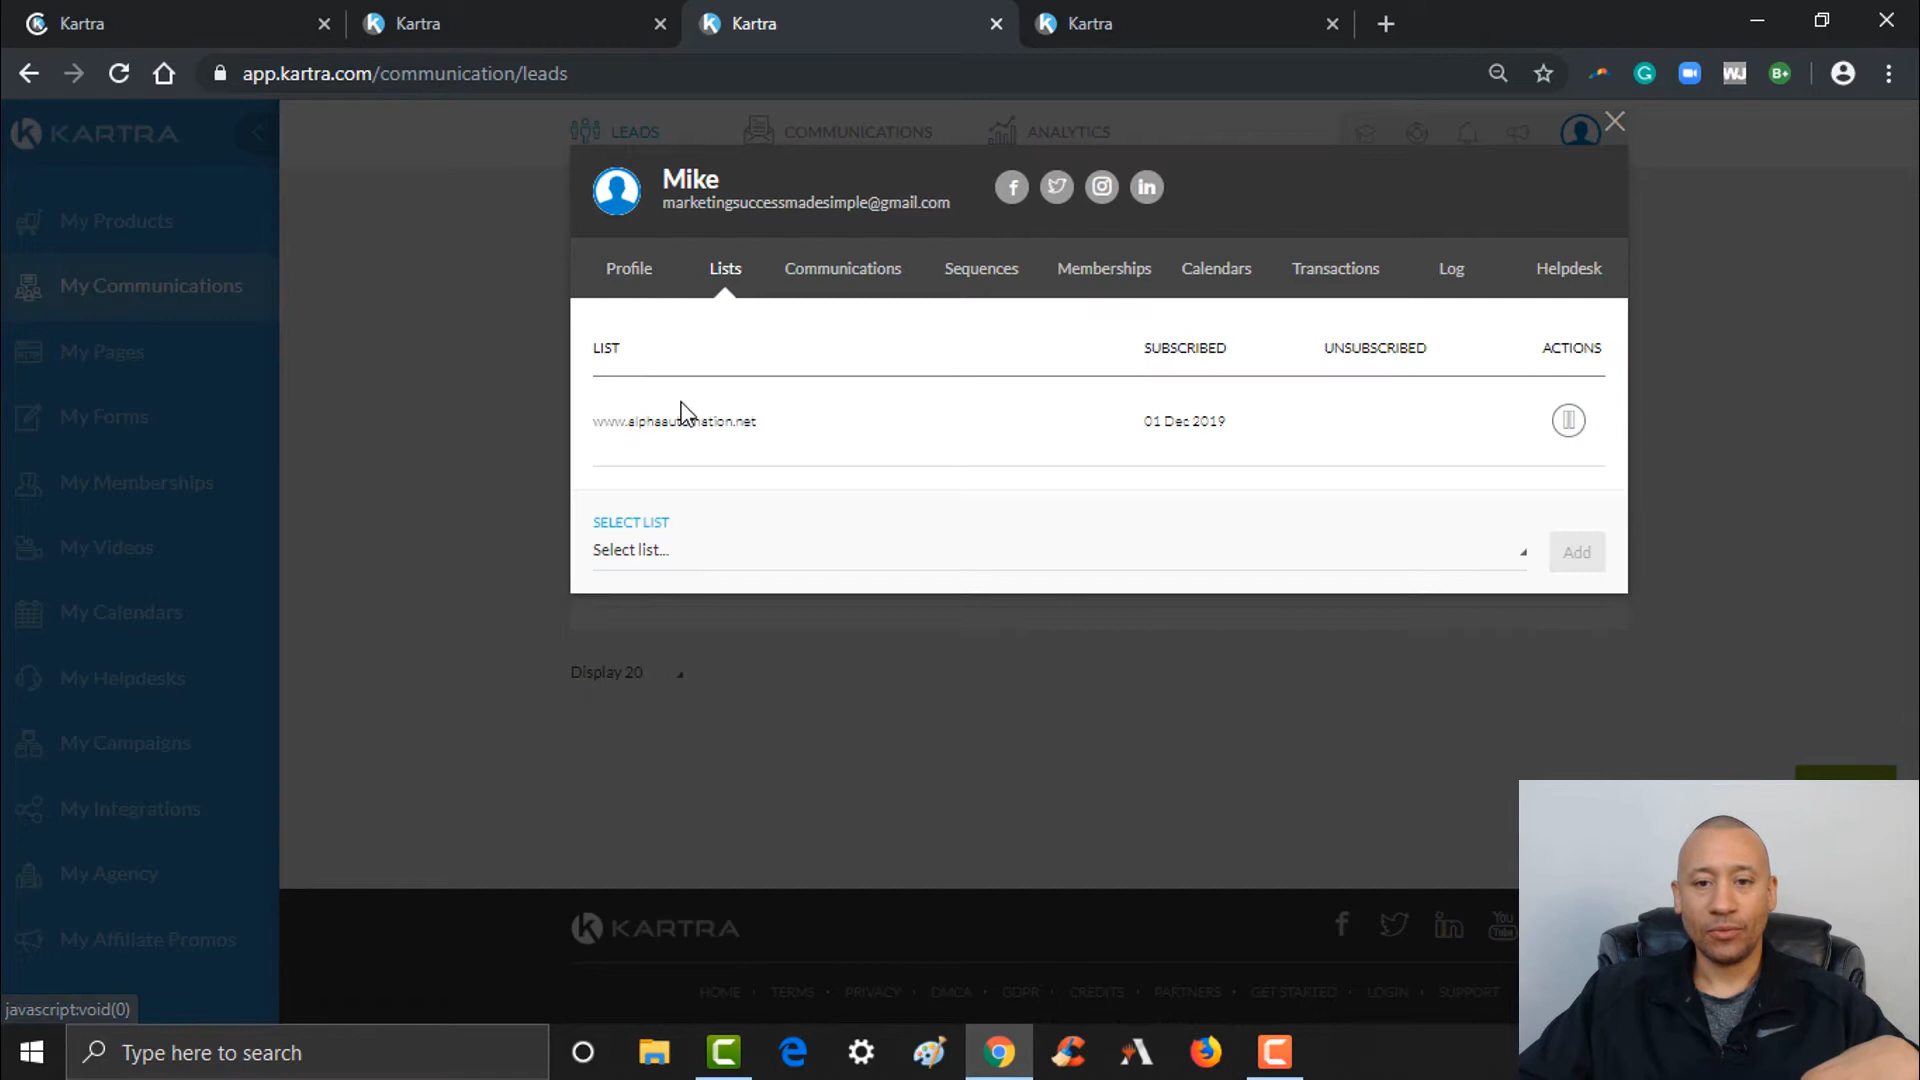 Kartra
Kartra
Kartra
Kartra
app.kartra.com/communication/leads
WJ
B+
KARTRA
LEADS
COMMUNICATIONS
ANALYTICS
Mike
marketingsuccessmadesimple@gmail.com
My Products
My Communications
My Pages
My Forms
My Memberships
My Videos
My Calendars
My Helpdesks
My Campaigns
My Integrations
My Agency
My Affiliate Promos
Profile
Lists
Communications
Sequences
Memberships
Calendars
Transactions
Log
Helpdesk
LIST
SUBSCRIBED
UNSUBSCRIBED
ACTIONS
www.alphaautomation.net
01 Dec 2019
SELECT LIST
Select list...
Add
Display 20
KARTRA
You
Tube
HOME
TERMS
PRIVACY
DMCA
GDPR
CREDITS
PARTNERS
GET STARTED
LOGIN
SUPPORT
javascript:void(0)
Type here to search